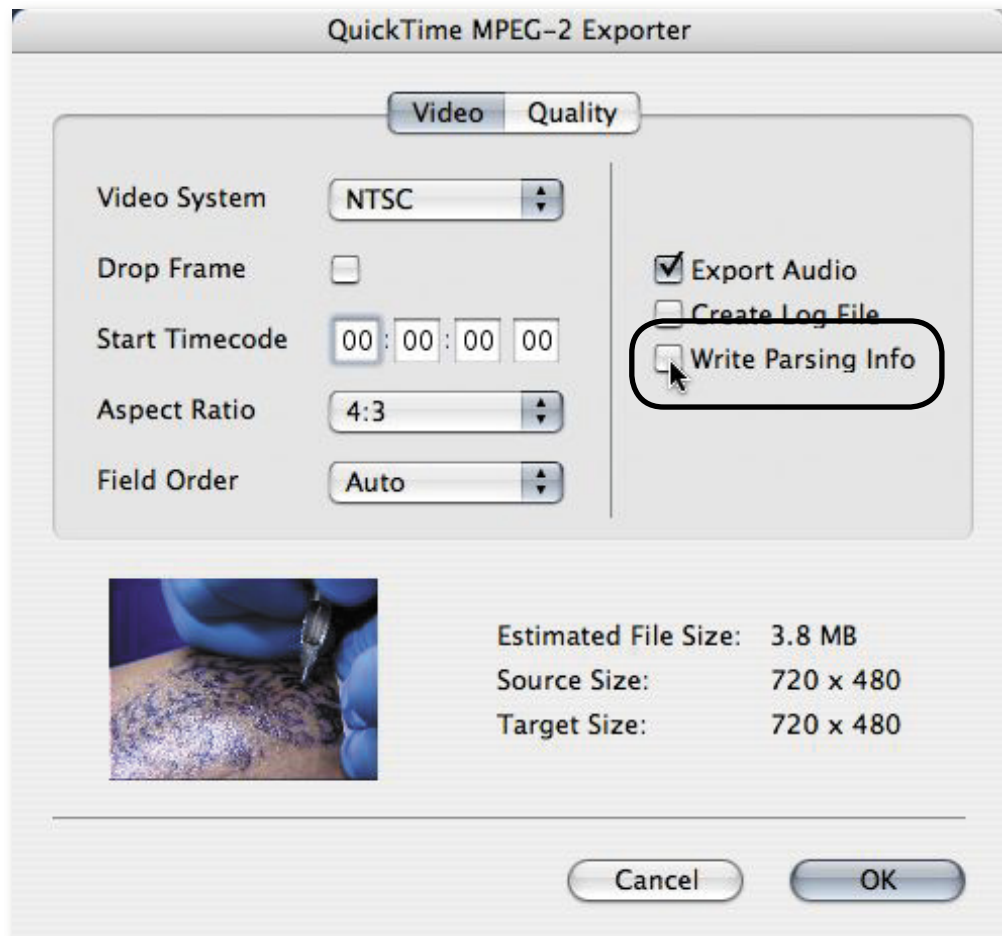 QuickTime MPEG-2 Exporter
Video Quality
Video System NTSC
Drop Frame
Start Timecode 00 : 00 : 00 00
Aspect Ratio 4:3
Field Order Auto
Export Audio
Create Log File
Write Parsing Info
Estimated File Size: 3.8 MB
Source Size: 720 x 480
Target Size: 720 x 480
Cancel OK